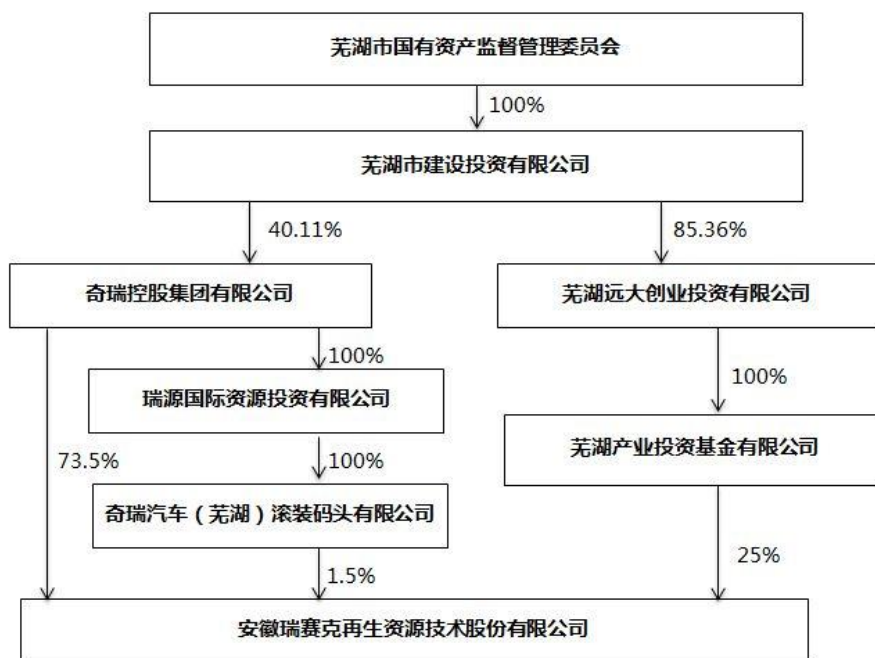 芜湖市国有资产监督管理委员会
100%
芜湖市建设投资有限公司
40.11%
85.36%
奇瑞控股集团有限公司
芜湖远大创业投资有限公司
100%
100%
瑞源国际资源投资有限公司
芜湖产业投资基金有限公司
73.5%
100%
奇瑞汽车（芜湖）滚装码头有限公司
25%
1.5%
安徽瑞赛克再生资源技术股份有限公司